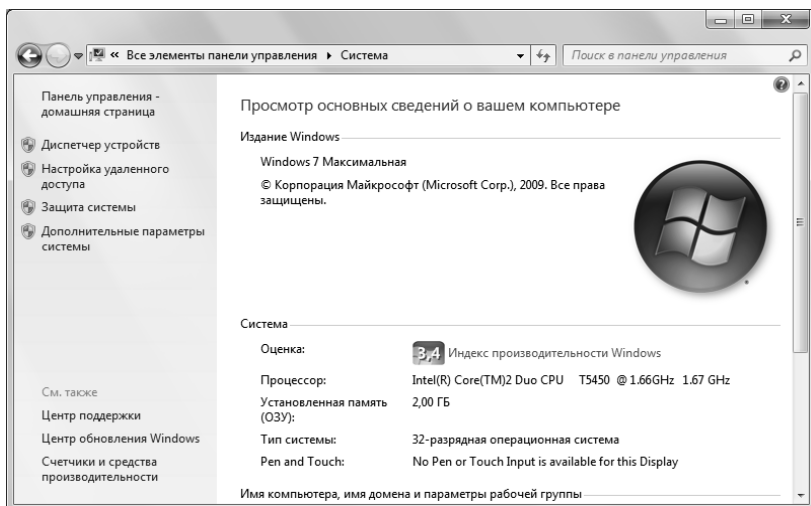 « Все элементы панели управления ▸ Система
Поиск в панели управления
Панель управления -
домашняя страница
Диспетчер устройств
Настройка удаленного
доступа
Защита системы
Дополнительные параметры
системы
См. также
Центр поддержки
Центр обновления Windows
Счетчики и средства
производительности
Просмотр основных сведений о вашем компьютере
Издание Windows
Windows 7 Максимальная
© Корпорация Майкрософт (Microsoft Corp.), 2009. Все права
защищены.
Система
Оценка: 3,4 Индекс производительности Windows
Процессор: Intel(R) Core(TM)2 Duo CPU T5450 @ 1.66GHz 1.67 GHz
Установленная память 2,00 ГБ
(ОЗУ):
Тип системы: 32-разрядная операционная система
Pen and Touch: No Pen or Touch Input is available for this Display
Имя компьютера, имя домена и параметры рабочей группы